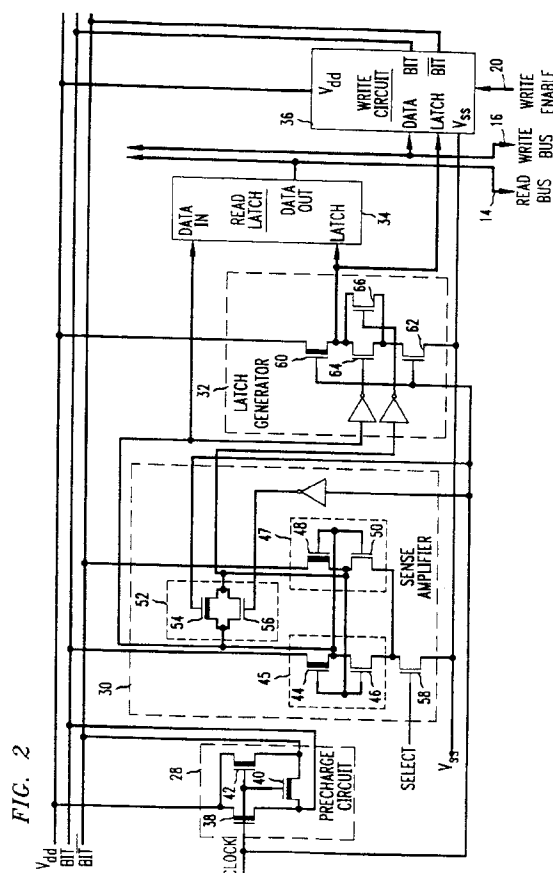 FIG. 2
Vdd
BIT
BIT
CLOCK
28
38
42
40
PRECHARGE
CIRCUIT
30
52
54
56
45
44
46
47
48
50
SENSE
AMPLIFIER
58
SELECT
Vss
32
LATCH
GENERATOR
60
64
66
62
DATA
IN
READ
LATCH
DATA
OUT
LATCH
34
36
Vdd
WRITE
CIRCUIT
DATA
BIT
LATCH
BIT
Vss
20
WRITE
ENABLE
16
WRITE
BUS
14
READ
BUS